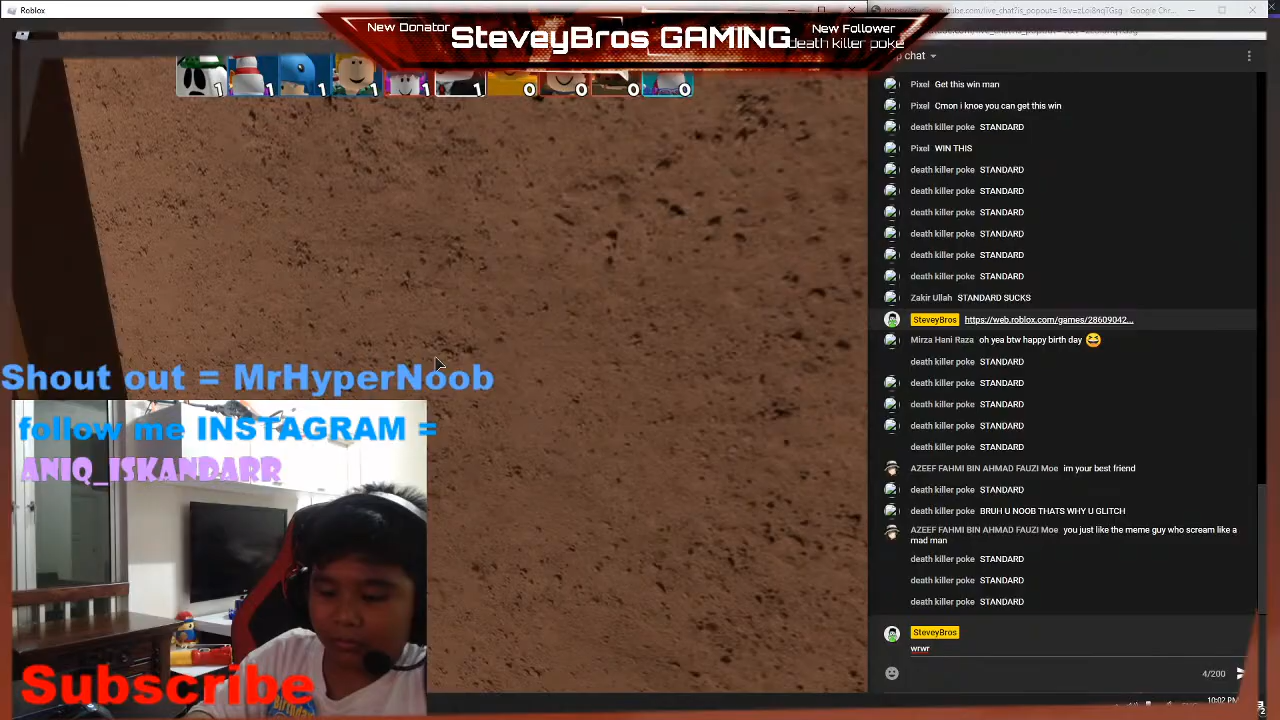 Roblox
New Donator
SteveyBros GAMING
New Follower
death killer poke
chat
1 1 1 1 1 1 0 0 0 0
Pixel Get this win man
Pixel Cmon i knoe you can get this win
death killer poke STANDARD
Pixel WIN THIS
death killer poke STANDARD
death killer poke STANDARD
death killer poke STANDARD
death killer poke STANDARD
death killer poke STANDARD
death killer poke STANDARD
Zakir Ullah STANDARD SUCKS
SteveyBros https://web.roblox.com/games/28609042...
Mirza Hani Raza oh yea btw happy birth day
death killer poke STANDARD
death killer poke STANDARD
death killer poke STANDARD
death killer poke STANDARD
death killer poke STANDARD
AZEEF FAHMI BIN AHMAD FAUZI Moe im your best friend
death killer poke STANDARD
death killer poke BRUH U NOOB THATS WHY U GLITCH
AZEEF FAHMI BIN AHMAD FAUZI Moe you just like the meme guy who scream like a
mad man
death killer poke STANDARD
death killer poke STANDARD
death killer poke STANDARD
SteveyBros
wrwr
4/200
10:02 PM
Shout out = MrHyperNoob
follow me INSTAGRAM =
ANIQ_ISKANDARR
Subscribe
Birthday